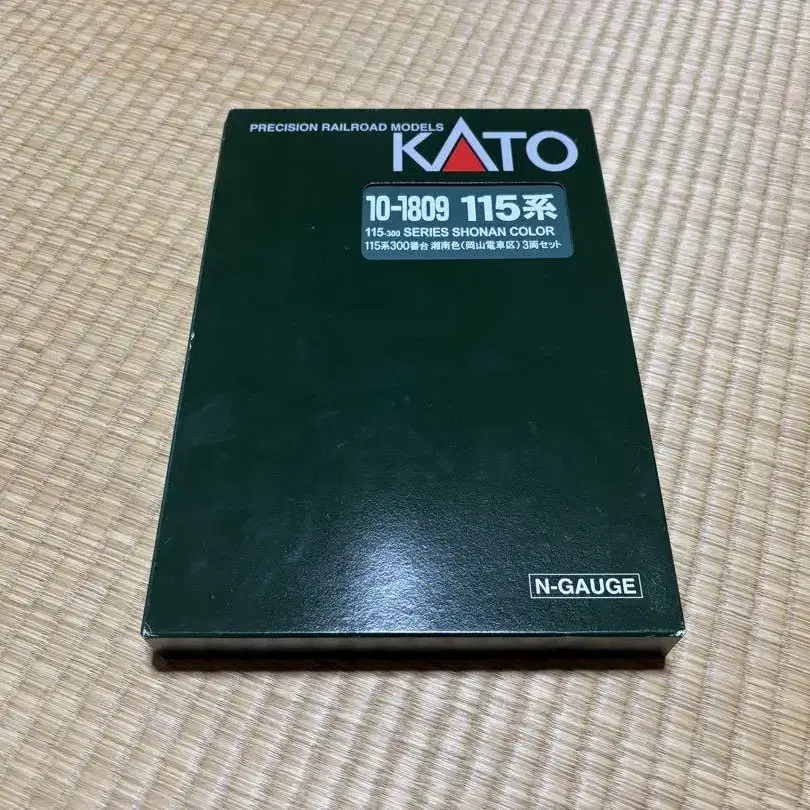 PRECISION RAILROAD MODELS
KATO
10-1809 115系
115-300 SERIES SHONAN COLOR
115系300番台 湘南色(岡山電車区)3両セット
N-GAUGE